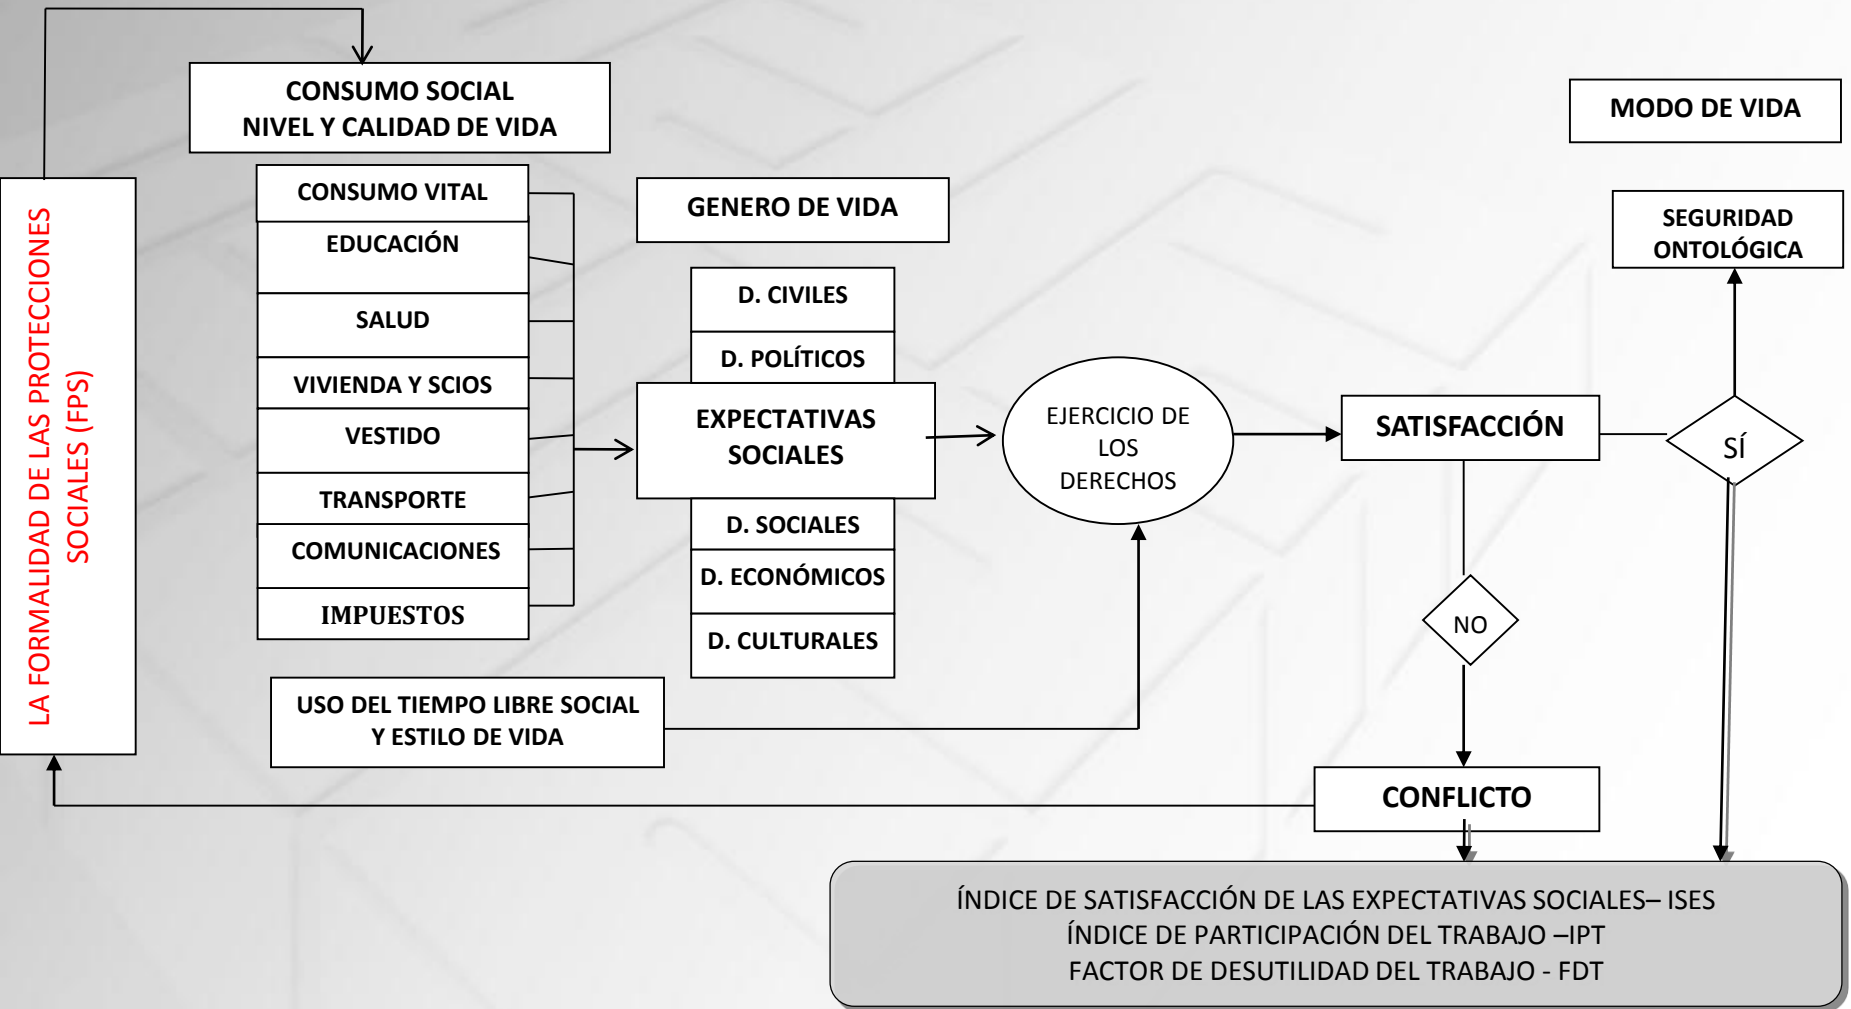 LA FORMALIDAD DE LAS PROTECCIONES
SOCIALES (FPS)
CONSUMO SOCIAL
NIVEL Y CALIDAD DE VIDA
CONSUMO VITAL
EDUCACIÓN
SALUD
VIVIENDA Y SCIOS
VESTIDO
TRANSPORTE
COMUNICACIONES
IMPUESTOS
USO DEL TIEMPO LIBRE SOCIAL
Y ESTILO DE VIDA
GENERO DE VIDA
D. CIVILES
D. POLÍTICOS
EXPECTATIVAS
SOCIALES
D. SOCIALES
D. ECONÓMICOS
D. CULTURALES
EJERCICIO DE
LOS
DERECHOS
SATISFACCIÓN
NO
CONFLICTO
MODO DE VIDA
SEGURIDAD
ONTOLÓGICA
SÍ
ÍNDICE DE SATISFACCIÓN DE LAS EXPECTATIVAS SOCIALES– ISES
ÍNDICE DE PARTICIPACIÓN DEL TRABAJO –IPT
FACTOR DE DESUTILIDAD DEL TRABAJO - FDT